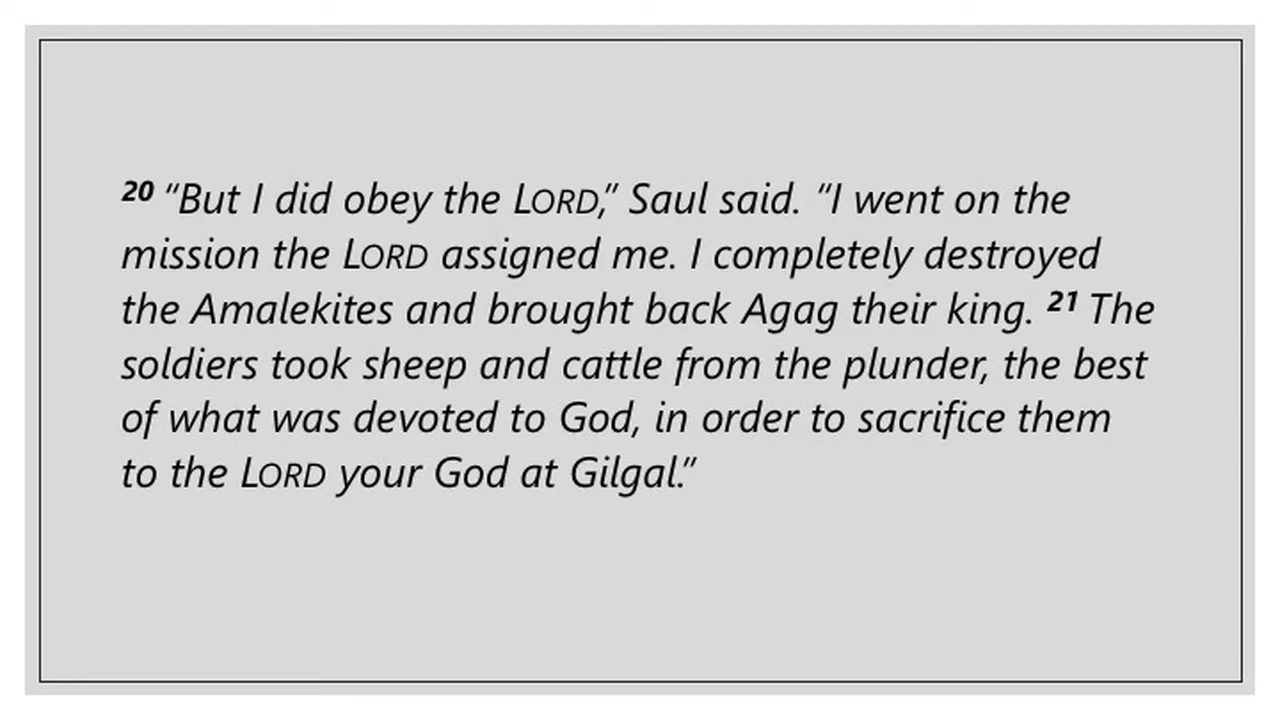 20 “But I did obey the LORD,” Saul said. “I went on the
mission the LORD assigned me. I completely destroyed
the Amalekites and brought back Agag their king. 21 The
soldiers took sheep and cattle from the plunder, the best
of what was devoted to God, in order to sacrifice them
to the LORD your God at Gilgal.”